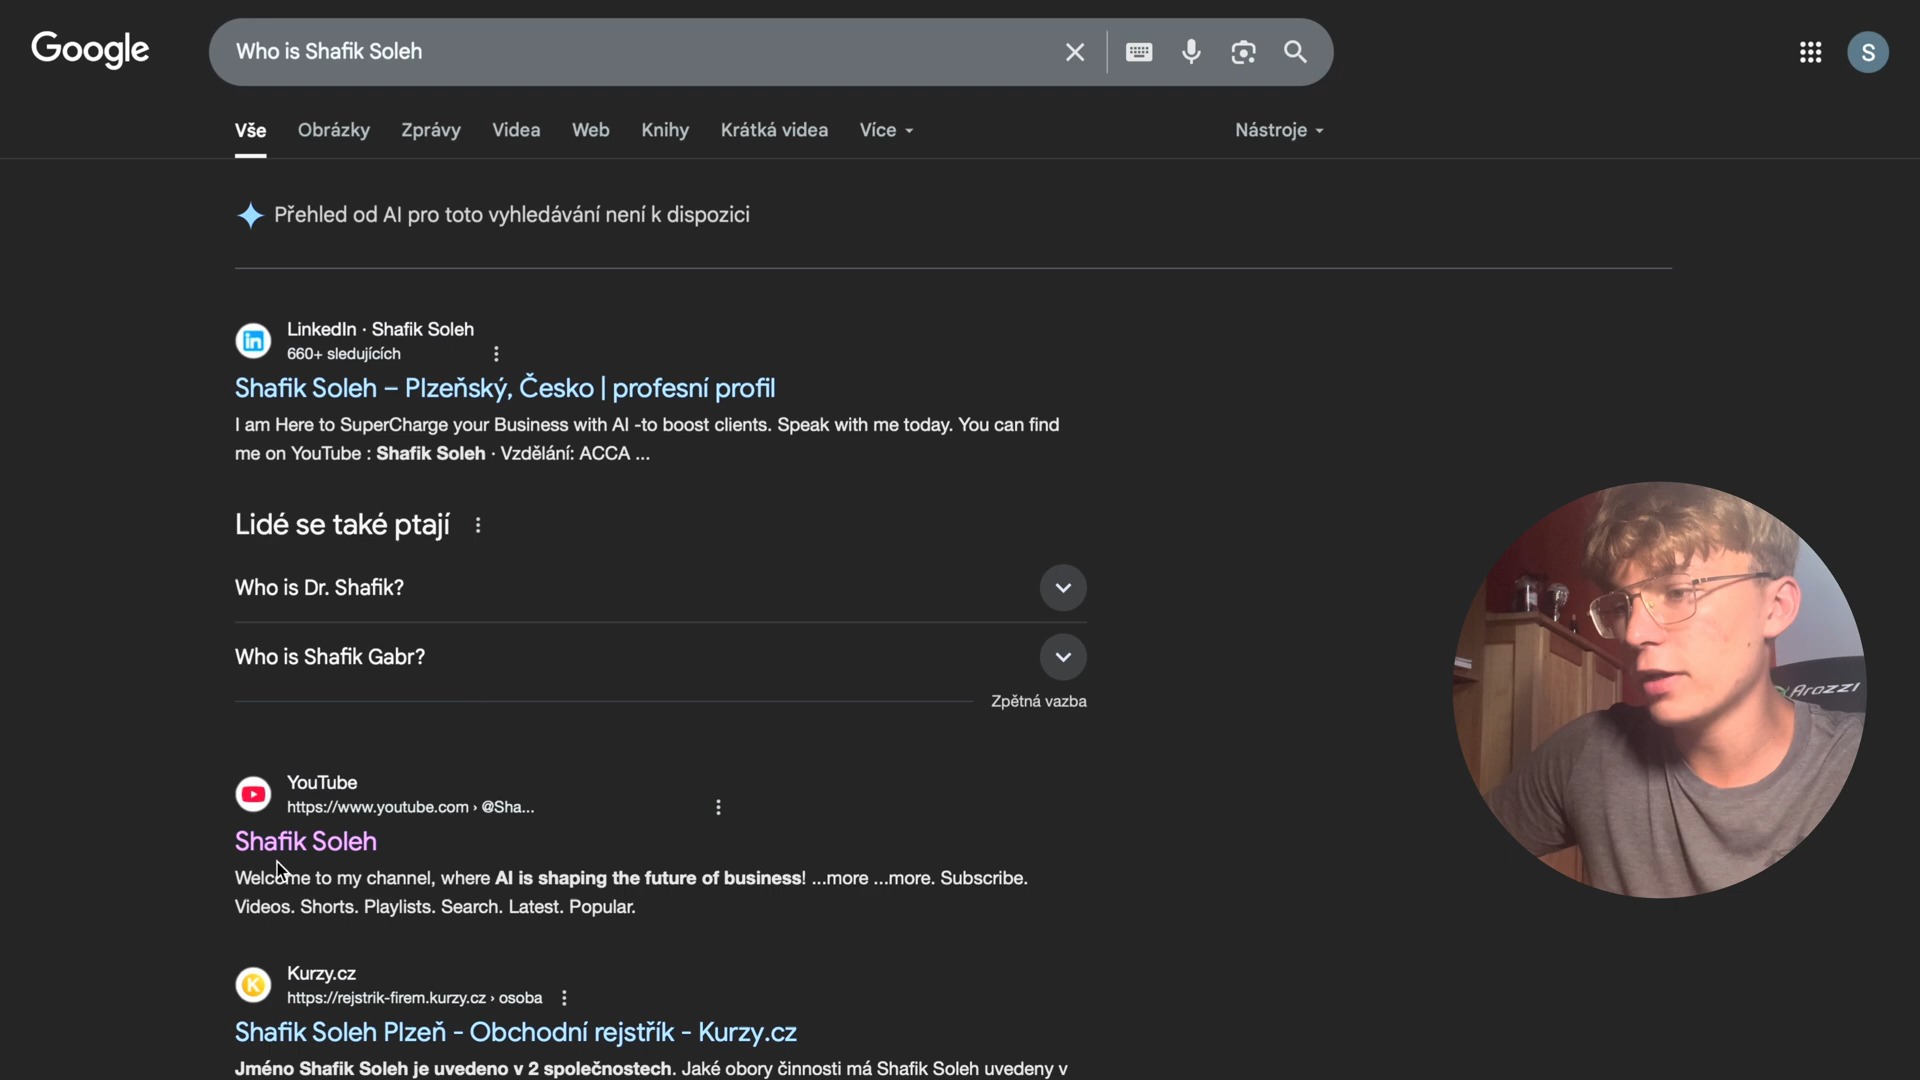 Google
Who is Shafik Soleh
S
Vše
Obrázky
Zprávy
Videa
Web
Knihy
Krátká videa
Více
Nástroje
Přehled od AI pro toto vyhledávání není k dispozici
in
LinkedIn · Shafik Soleh
660+ sledujících
Shafik Soleh – Plzeňský, Česko | profesní profil
I am Here to SuperCharge your Business with AI -to boost clients. Speak with me today. You can find
me on YouTube : Shafik Soleh · Vzdělání: ACCA ...
Lidé se také ptají
Who is Dr. Shafik?
Who is Shafik Gabr?
Zpětná vazba
YouTube
https://www.youtube.com › @Sha...
Shafik Soleh
Welcome to my channel, where AI is shaping the future of business! ...more ...more. Subscribe.
Videos. Shorts. Playlists. Search. Latest. Popular.
K
Kurzy.cz
https://rejstrik-firem.kurzy.cz › osoba
Shafik Soleh Plzeň - Obchodní rejstřík - Kurzy.cz
Jméno Shafik Soleh je uvedeno v 2 společnostech. Jaké obory činnosti má Shafik Soleh uvedeny v
Arozzi